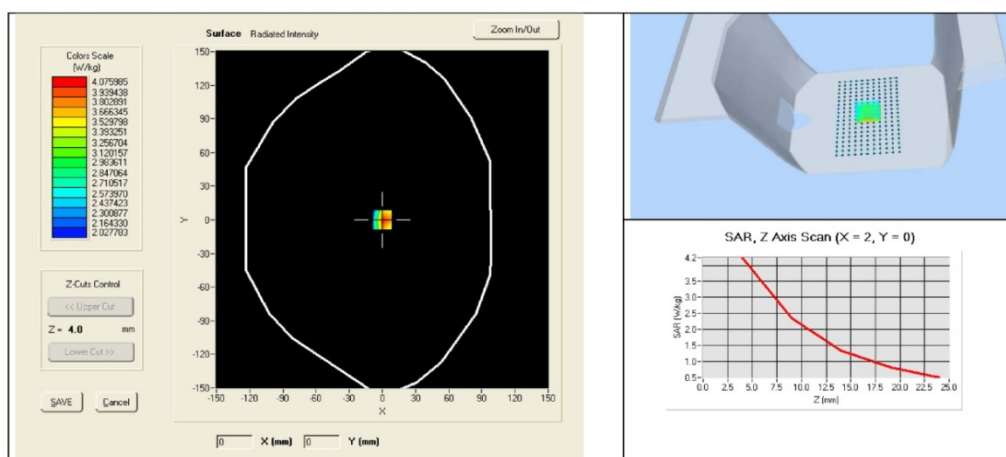 Surface Radiated Intensity
Zoom In/Out
Colors Scale
(W/kg)
4.075985
3.939438
3.802891
3.666345
3.529798
3.393251
3.256704
3.120157
2.983611
2.847064
2.710517
2.573970
2.437423
2.300877
2.164330
2.027783
Z-Cuts Control
<< Upper Cut
Z = 4.0 mm
Lower Cut >>
SAVE Cancel
150
120
90
60
30
0
-30
-60
-90
-120
-150
Y
-150 -120 -90 -60 -30 0 30 60 90 120 150
X
0 X (mm) 0 Y (mm)
SAR, Z Axis Scan (X = 2, Y = 0)
SAR (W/kg)
4.2
3.5
3.0
2.5
2.0
1.5
1.0
0.5
0.0 2.5 5.0 7.5 10.0 12.5 15.0 17.5 20.0 22.5 25.0
Z (mm)